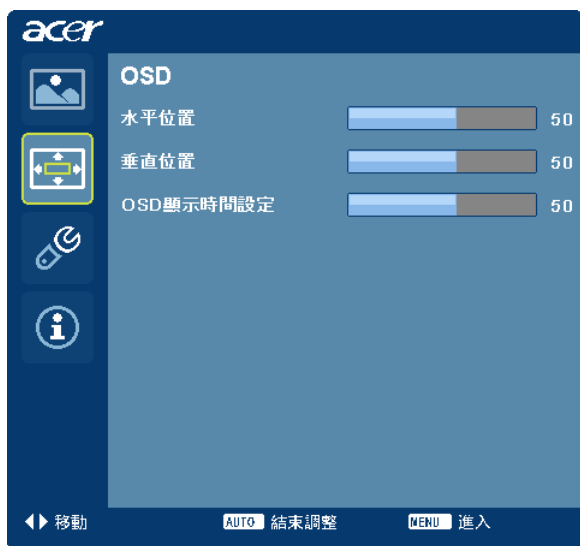 acer
OSD
水平位置 50
垂直位置 50
OSD顯示時間設定 50
移動 AUTO 結束調整 MENU 進入